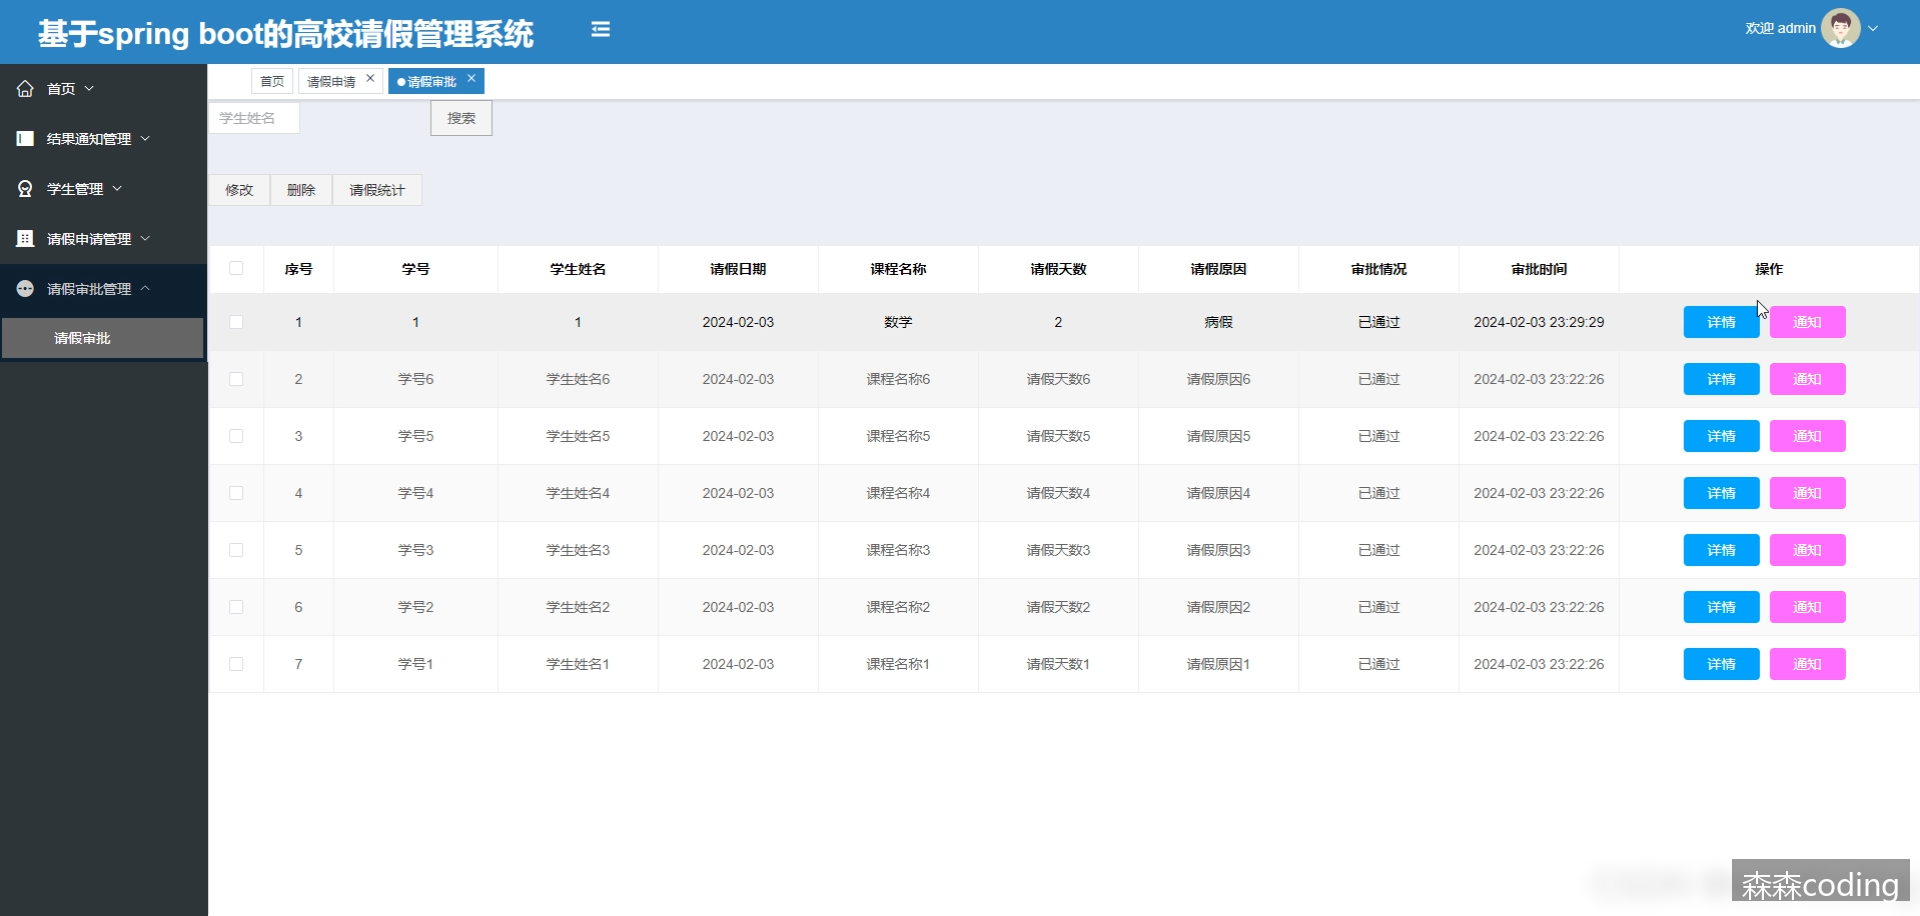 基于spring boot的高校请假管理系统
欢迎 admin
首页
结果通知管理
学生管理
请假申请管理
请假审批管理
请假审批
首页 请假申请 请假审批
学生姓名 搜索
修改 删除 请假统计
序号 学号 学生姓名 请假日期 课程名称 请假天数 请假原因 审批情况 审批时间 操作
1 1 1 2024-02-03 数学 2 病假 已通过 2024-02-03 23:29:29 详情 通知
2 学号6 学生姓名6 2024-02-03 课程名称6 请假天数6 请假原因6 已通过 2024-02-03 23:22:26 详情 通知
3 学号5 学生姓名5 2024-02-03 课程名称5 请假天数5 请假原因5 已通过 2024-02-03 23:22:26 详情 通知
4 学号4 学生姓名4 2024-02-03 课程名称4 请假天数4 请假原因4 已通过 2024-02-03 23:22:26 详情 通知
5 学号3 学生姓名3 2024-02-03 课程名称3 请假天数3 请假原因3 已通过 2024-02-03 23:22:26 详情 通知
6 学号2 学生姓名2 2024-02-03 课程名称2 请假天数2 请假原因2 已通过 2024-02-03 23:22:26 详情 通知
7 学号1 学生姓名1 2024-02-03 课程名称1 请假天数1 请假原因1 已通过 2024-02-03 23:22:26 详情 通知
森森coding